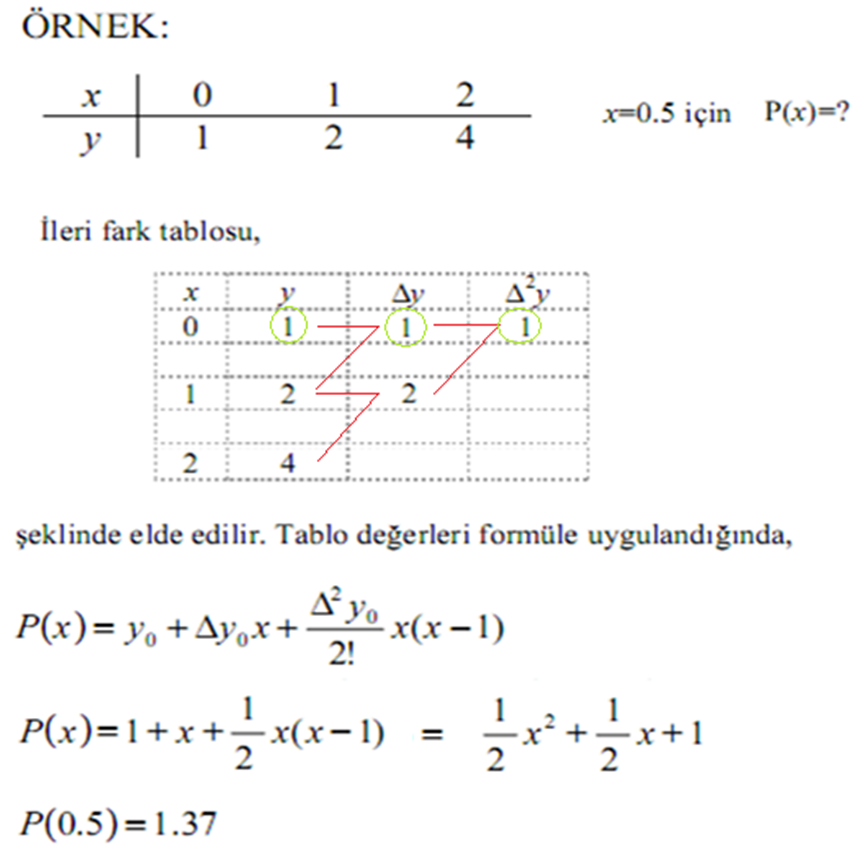 ÖRNEK:
x | 0 1 2
y | 1 2 4
x=0.5 için P(x)=?
İleri fark tablosu,
x y Δy Δ²y
0 1 1 1
1 2 2
2 4
şeklinde elde edilir. Tablo değerleri formüle uygulandığında,
P(x) = y₀ + Δy₀x + Δ²y₀/2! x(x − 1)
P(x) = 1 + x + 1/2 x(x − 1) = 1/2 x² + 1/2 x + 1
P(0.5) = 1.37